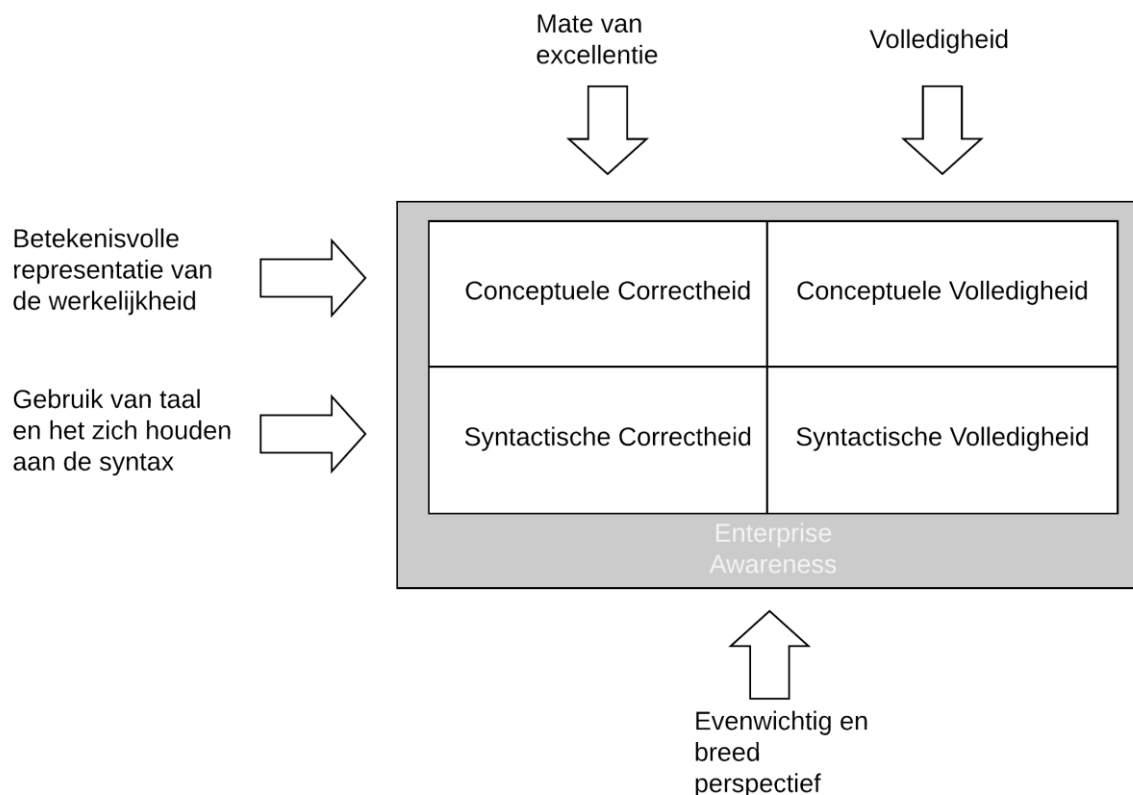 Mate van
excellentie
Volledigheid
Betekenisvolle
representatie van
de werkelijkheid
Conceptuele Correctheid
Conceptuele Volledigheid
Gebruik van taal
en het zich houden
aan de syntax
Syntactische Correctheid
Syntactische Volledigheid
Enterprise
Awareness
Evenwichtig en
breed
perspectief